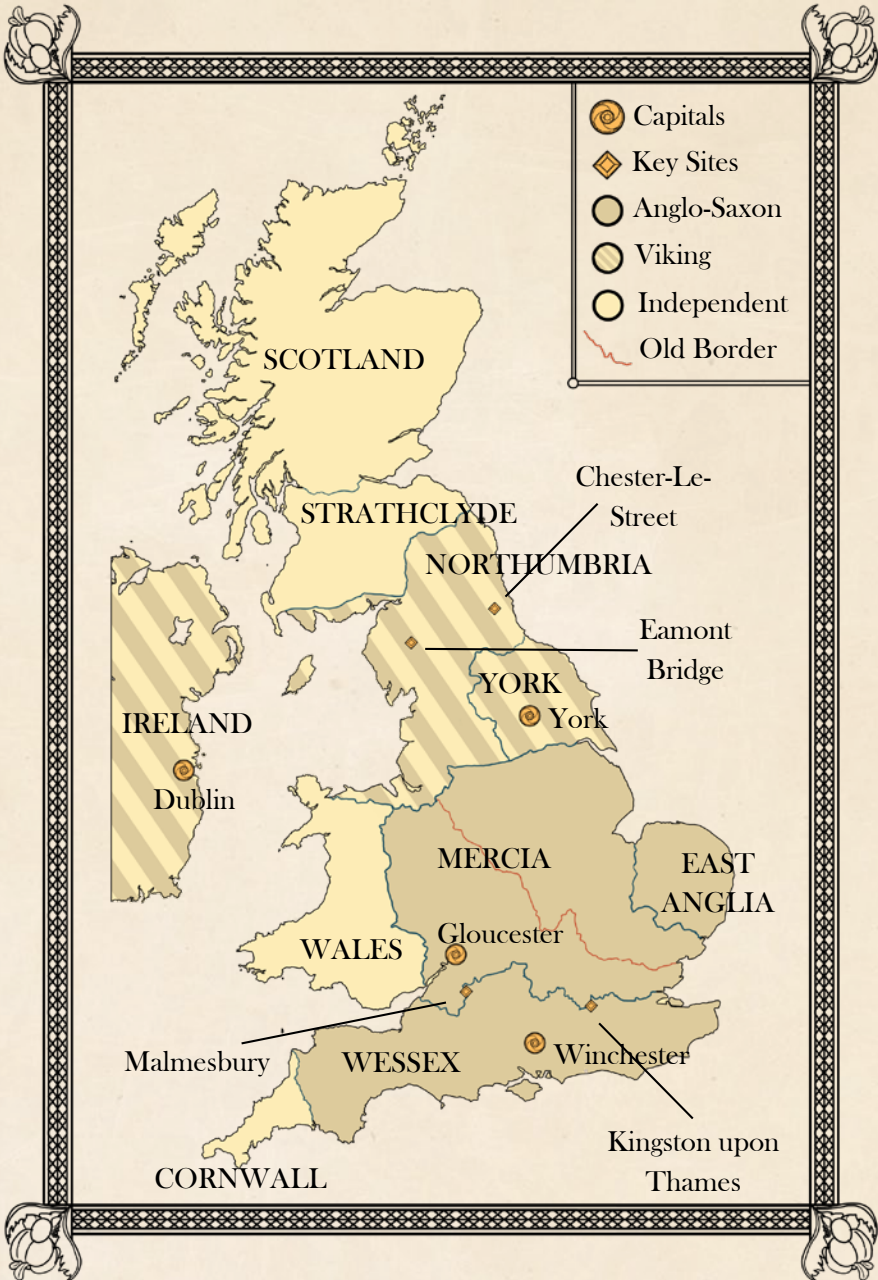 Capitals
Key Sites
Anglo-Saxon
Viking
Independent
Old Border
SCOTLAND
Chester-Le-
Street
STRATHCLYDE
NORTHUMBRIA
Eamont
Bridge
YORK
York
IRELAND
Dublin
MERCIA
EAST
ANGLIA
Gloucester
WALES
Malmesbury
WESSEX
Winchester
Kingston upon
Thames
CORNWALL